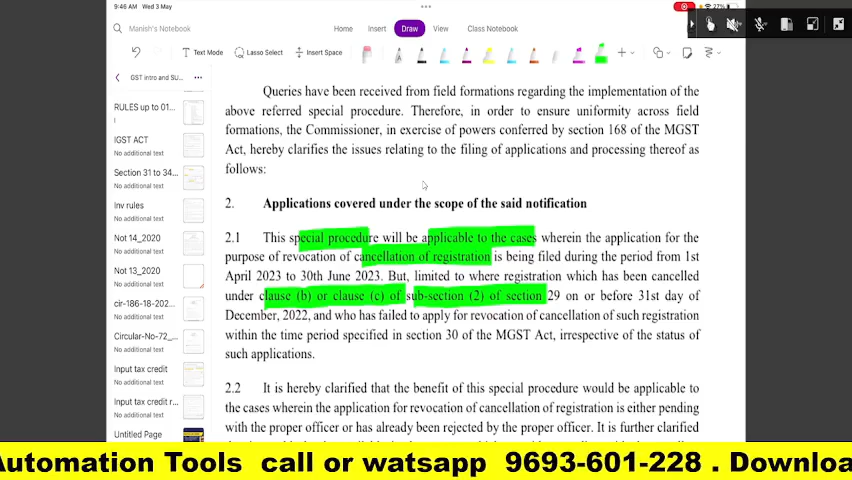 9:46 AM Wed 3 May
27%
Manish's Notebook
Home Insert Draw View Class Notebook
Text Mode Lasso Select Insert Space
GST intro and SU...
RULES up to 01...
IGST ACT
No additional text
Section 31 to 34...
No additional text
Inv rules
No additional text
Not 14_2020
No additional text
Not 13_2020
No additional text
cir-186-18-202...
No additional text
Circular-No-72_...
No additional text
Input tax credit
No additional text
Input tax credit r...
No additional text
Untitled Page
Queries have been received from field formations regarding the implementation of the
above referred special procedure. Therefore, in order to ensure uniformity across field
formations, the Commissioner, in exercise of powers conferred by section 168 of the MGST
Act, hereby clarifies the issues relating to the filing of applications and processing thereof as
follows:
2. Applications covered under the scope of the said notification
2.1 This special procedure will be applicable to the cases wherein the application for the
purpose of revocation of cancellation of registration is being filed during the period from 1st
April 2023 to 30th June 2023. But, limited to where registration which has been cancelled
under clause (b) or clause (c) of sub-section (2) of section 29 on or before 31st day of
December, 2022, and who has failed to apply for revocation of cancellation of such registration
within the time period specified in section 30 of the MGST Act, irrespective of the status of
such applications.
2.2 It is hereby clarified that the benefit of this special procedure would be applicable to
the cases wherein the application for revocation of cancellation of registration is either pending
with the proper officer or has already been rejected by the proper officer. It is further clarified
Automation Tools call or watsapp 9693-601-228 . Downloa